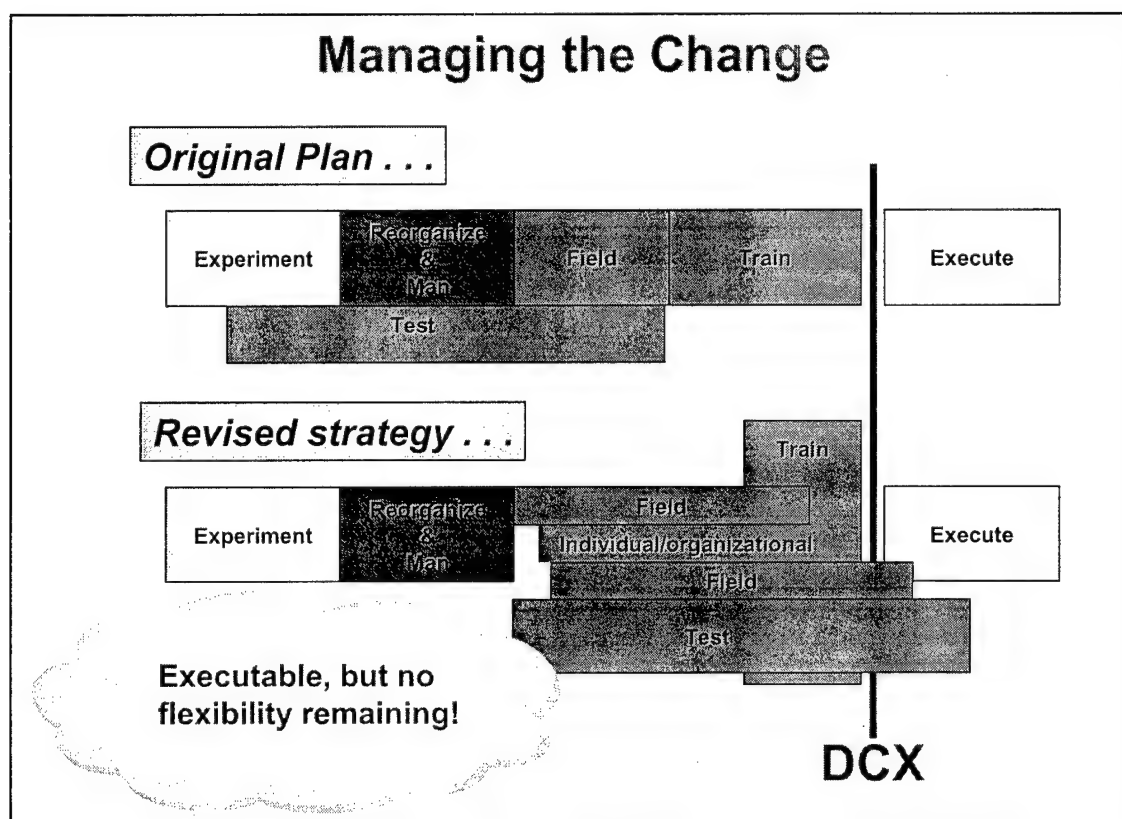 Managing the Change
Original Plan . . .
Experiment
Reorganize
&
Man
Field
Train
Execute
Test
Revised strategy . . .
Train
Experiment
Reorganize
&
Man
Field
Individual/organizational
Execute
Field
Test
Executable, but no
flexibility remaining!
DCX